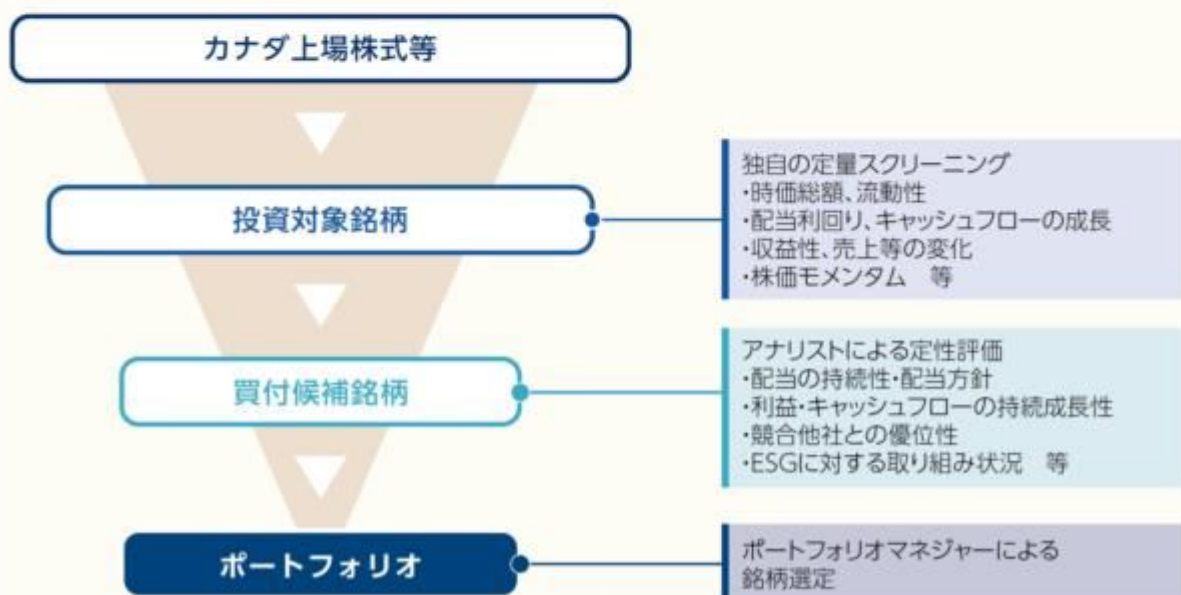 カナダ上場株式等
投資対象銘柄
独自の定量スクリーニング
・時価総額、流動性
・配当利回り、キャッシュフローの成長
・収益性、売上等の変化
・株価モメンタム　等
買付候補銘柄
アナリストによる定性評価
・配当の持続性・配当方針
・利益・キャッシュフローの持続成長性
・競合他社との優位性
・ESGに対する取り組み状況　等
ポートフォリオ
ポートフォリオマネジャーによる
銘柄選定